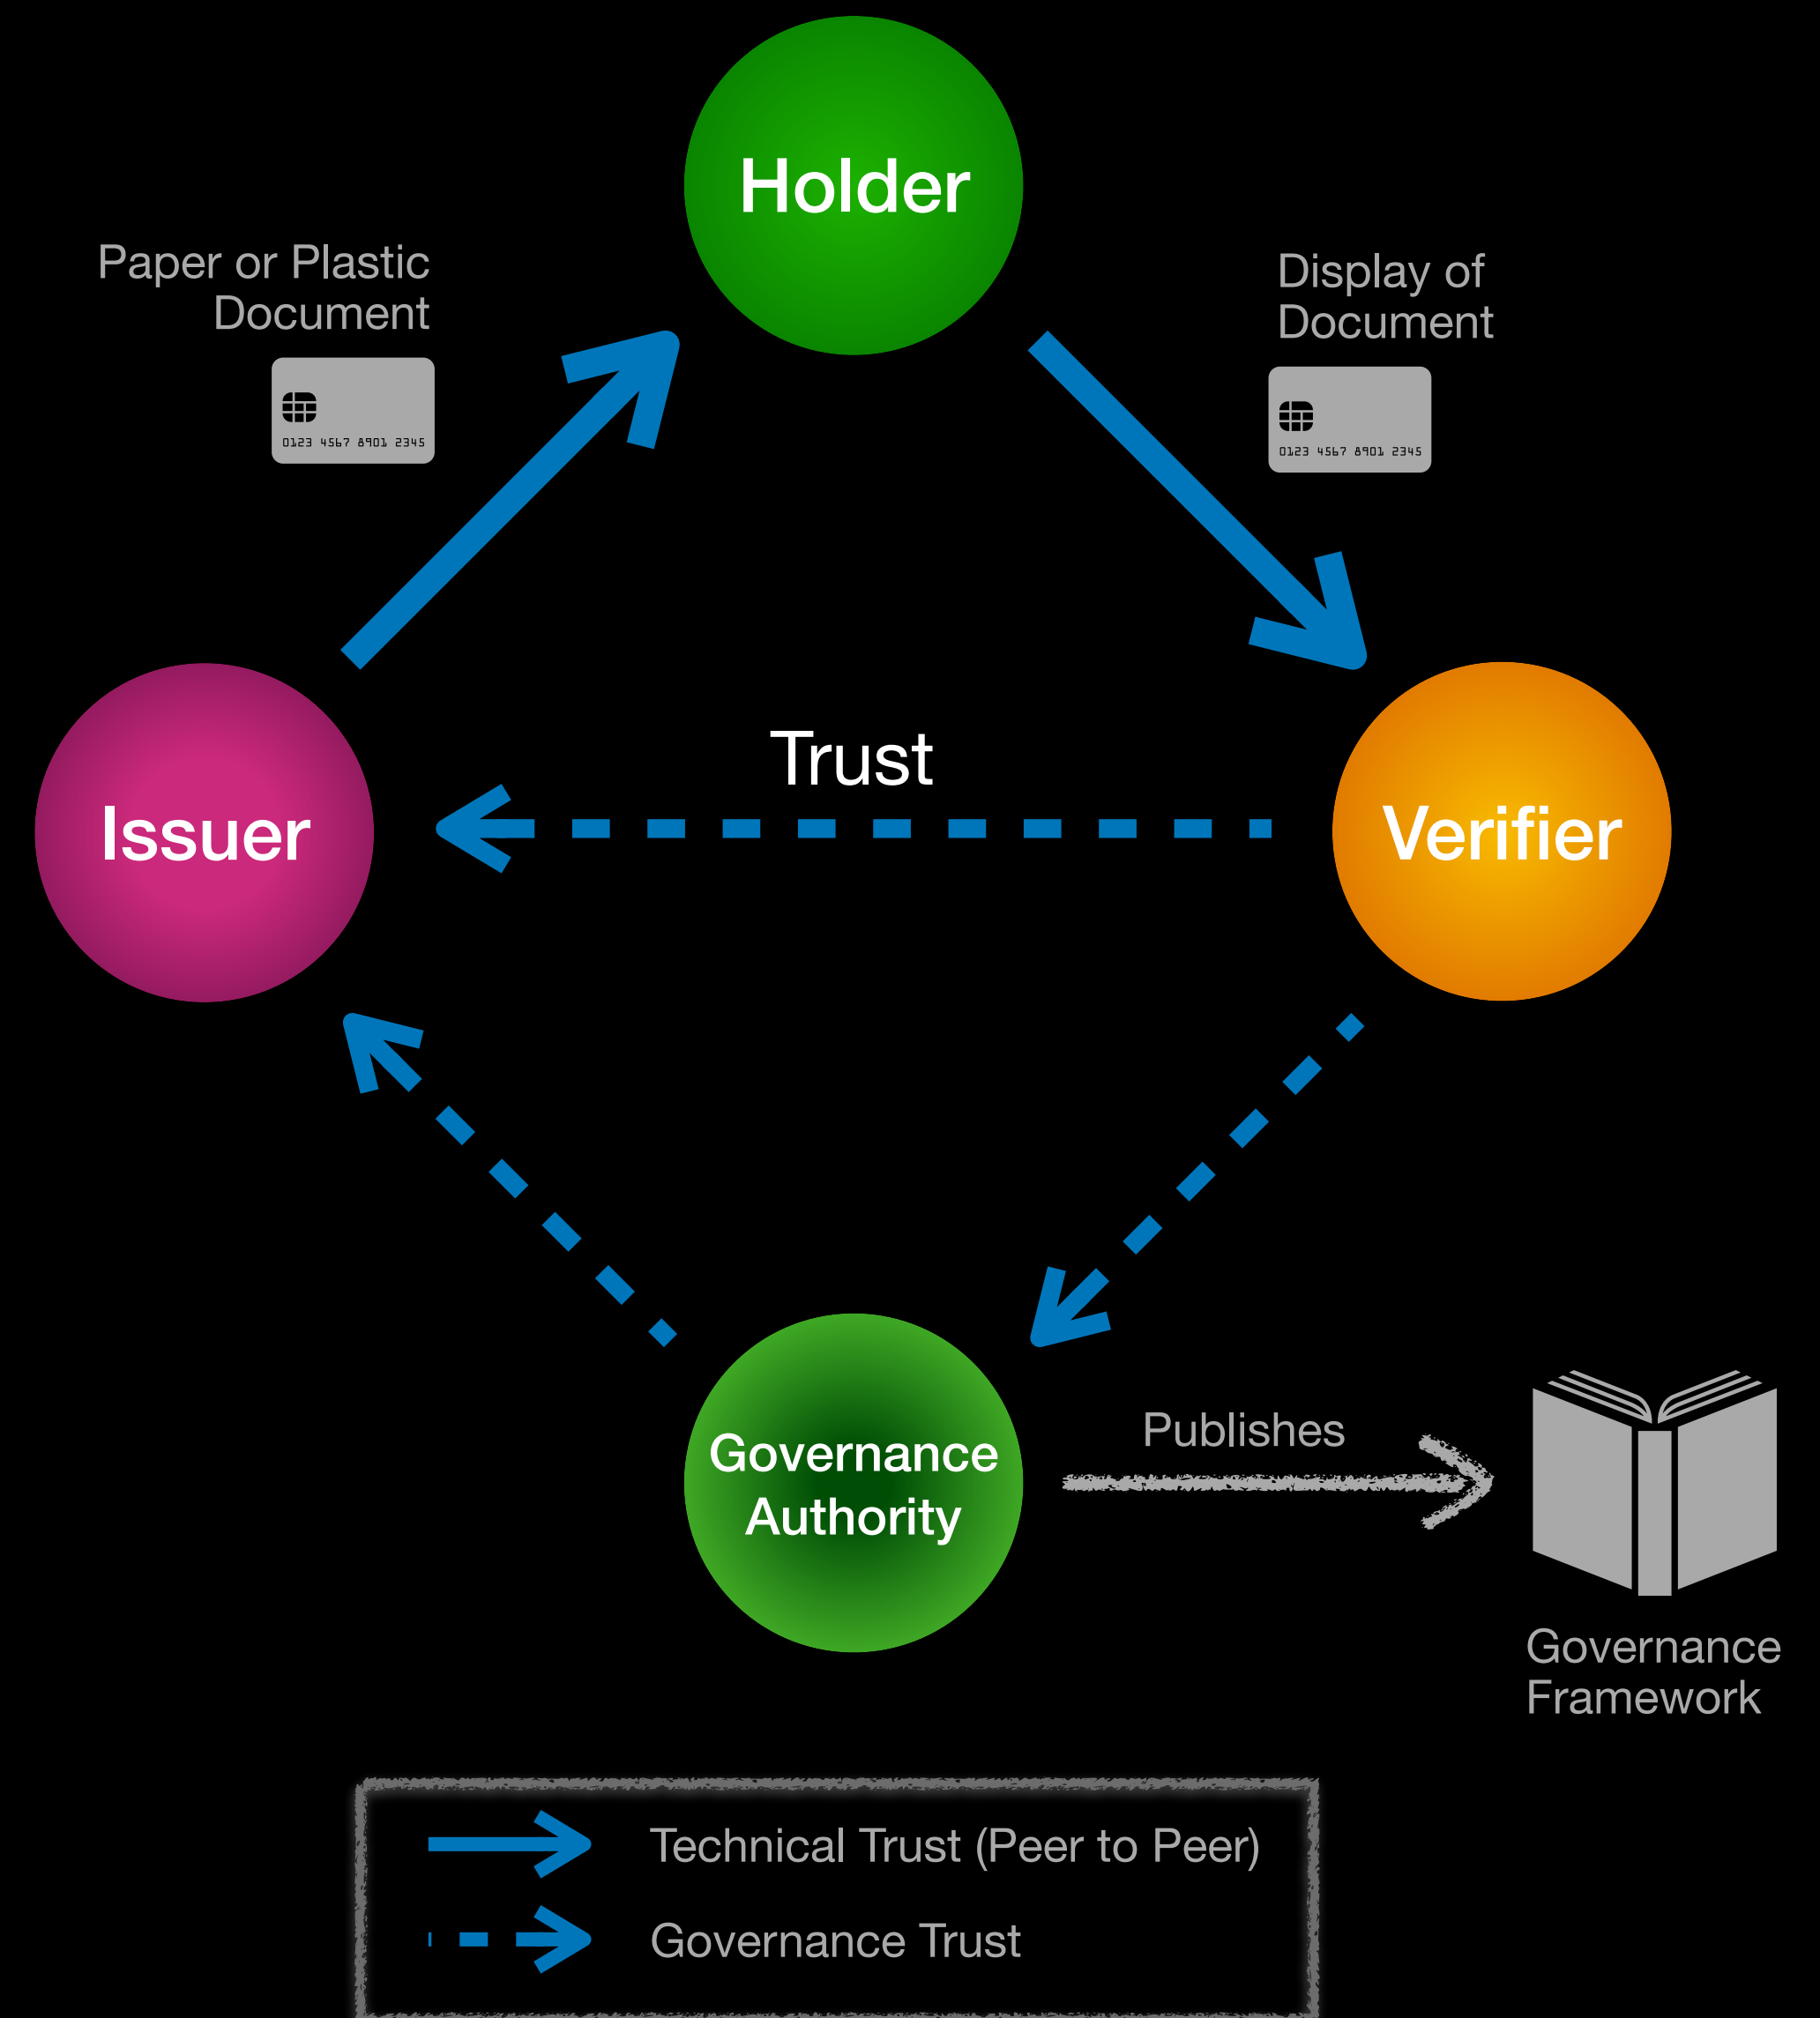 Holder
Paper or Plastic
Document
0123 4567 8901 2345
Display of
Document
0123 4567 8901 2345
Trust
Issuer
Verifier
Governance
Authority
Publishes
Governance
Framework
Technical Trust (Peer to Peer)
Governance Trust